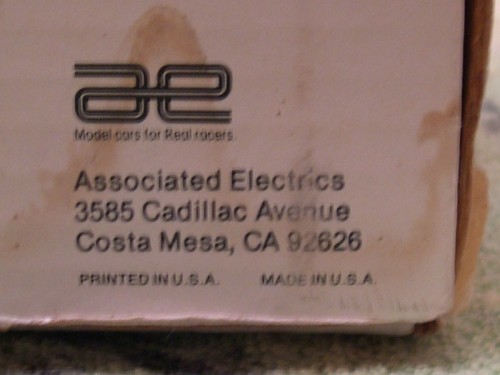 ae
Model cars for Real racers.
Associated Electrics
3585 Cadillac Avenue
Costa Mesa, CA 92626
PRINTED IN U.S.A. MADE IN U.S.A.